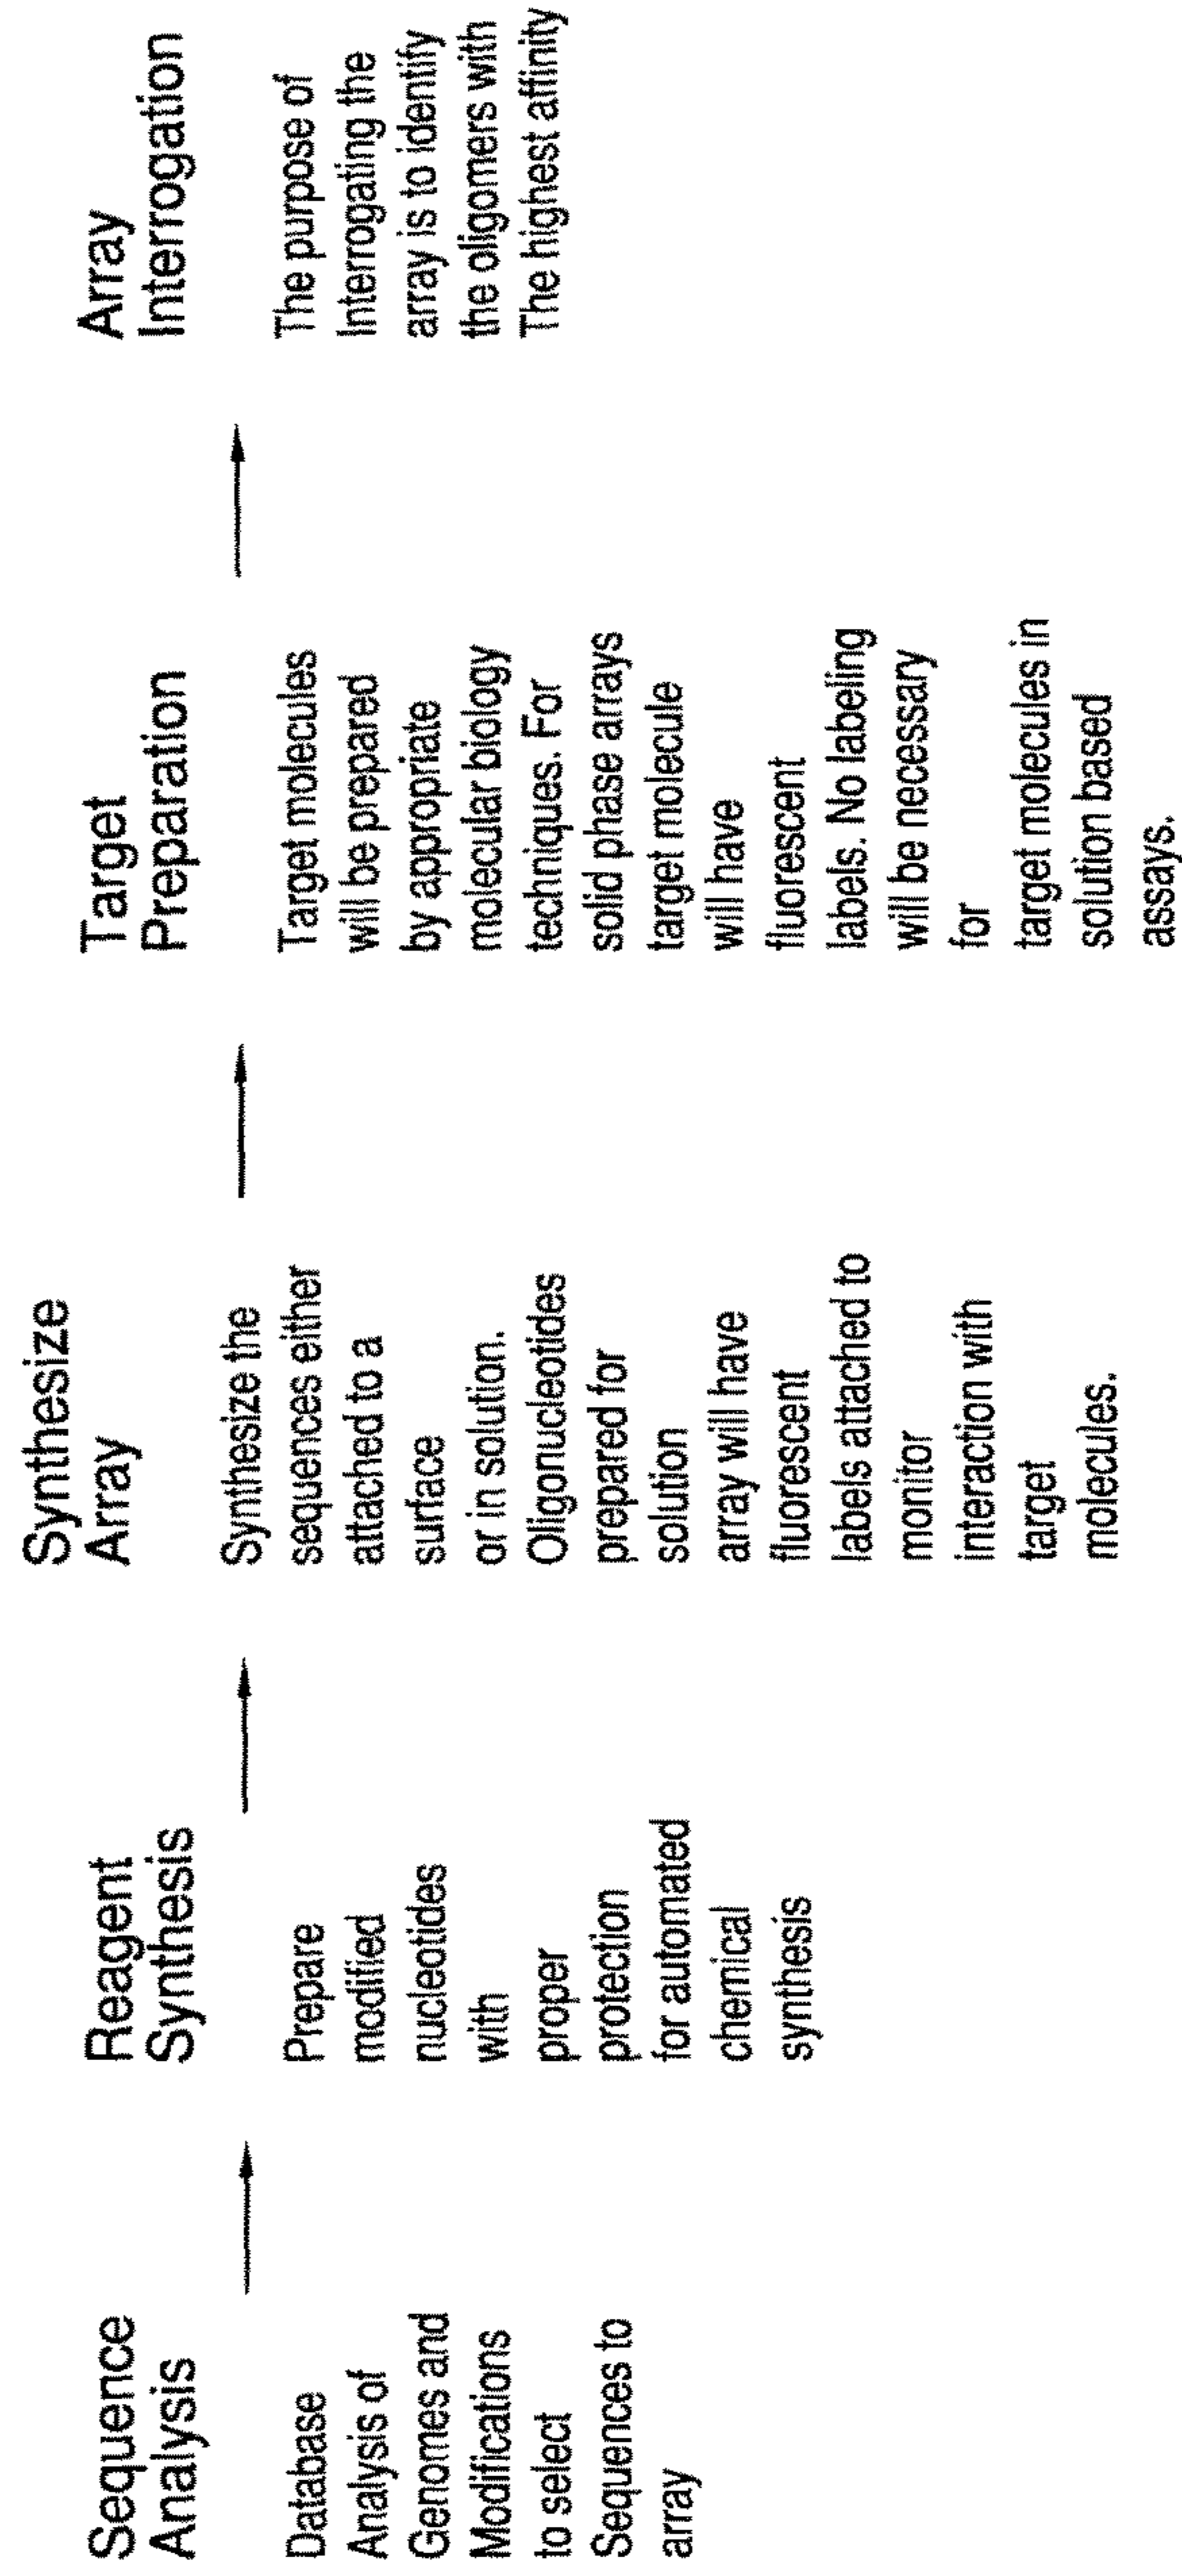 Sequence
Analysis
Database
Analysis of
Genomes and
Modifications
to select
Sequences to
array
Reagent
Synthesis
Prepare
modified
nucleotides
with
proper
protection
for automated
chemical
synthesis
Synthesize
Array
Synthesize the
sequences either
attached to a
surface
or in solution.
Oligonucleotides
prepared for
solution
array will have
fluorescent
labels attached to
monitor
interaction with
target
molecules.
Target
Preparation
Target molecules
will be prepared
by appropriate
molecular biology
techniques. For
solid phase arrays
target molecule
will have
fluorescent
labels. No labeling
will be necessary
for
target molecules in
solution based
assays.
Array
Interrogation
The purpose of
Interrogating the
array is to identify
the oligomers with
The highest affinity